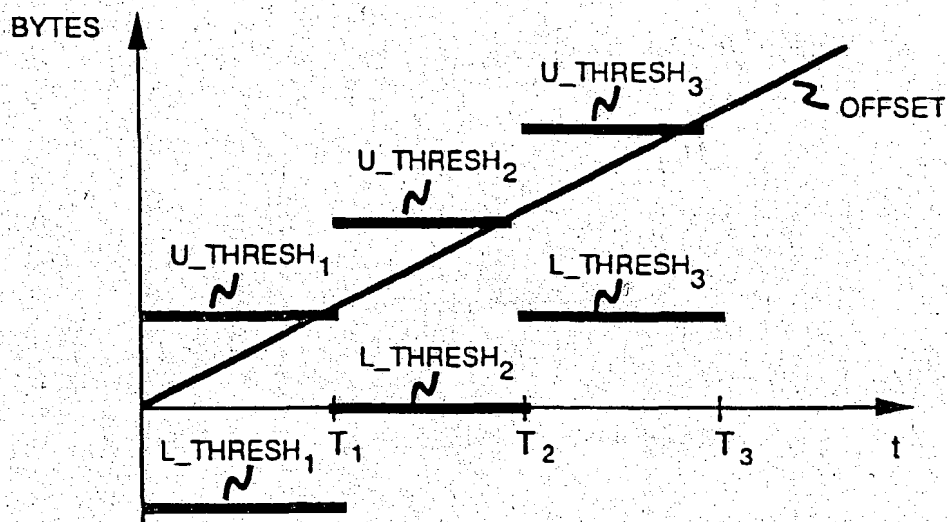 BYTES
U_THRESH3
OFFSET
U_THRESH2
U_THRESH1
L_THRESH3
L_THRESH2
L_THRESH1
T1
T2
T3
t